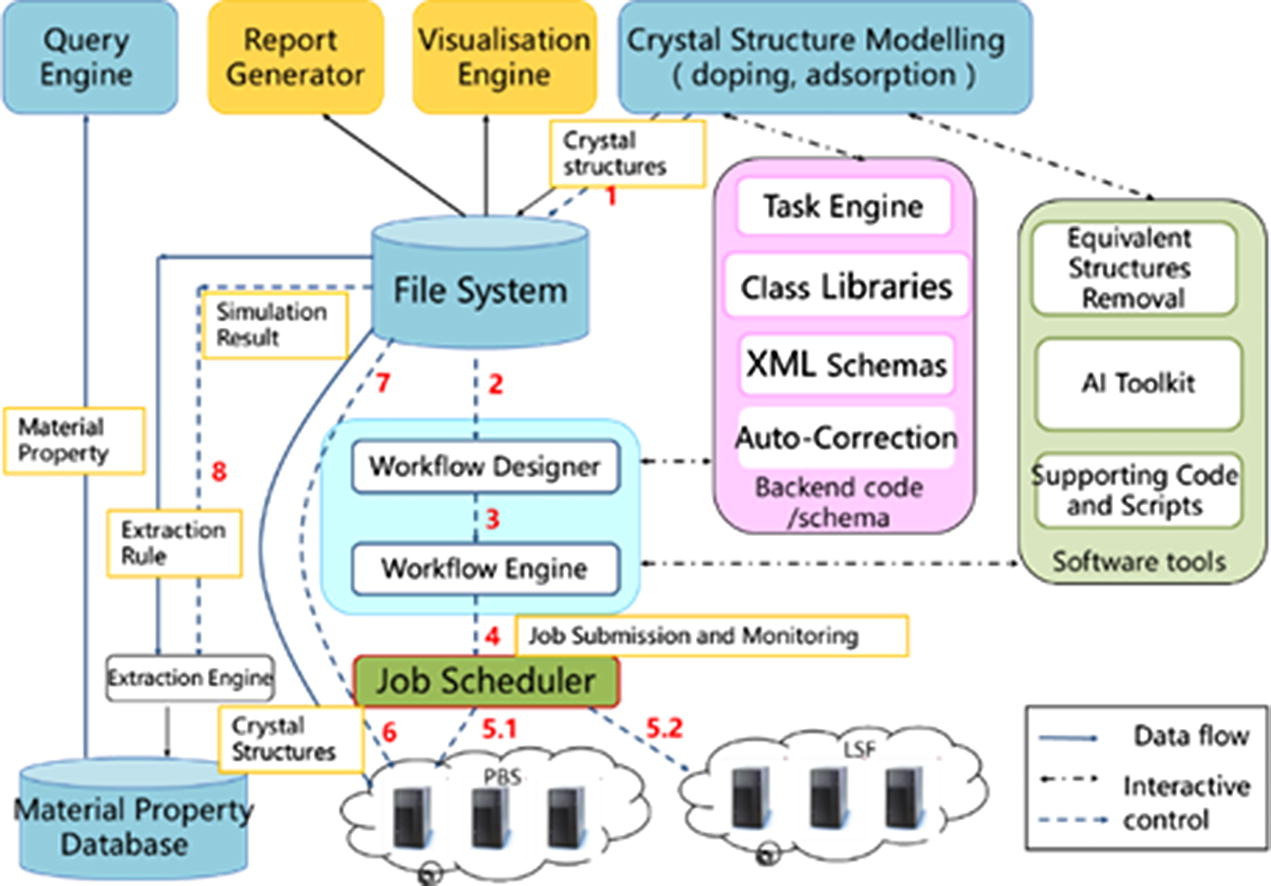 Query
Engine
Report
Generator
Visualisation
Engine
Crystal Structure Modelling
( doping, adsorption )
Crystal
structures
1
File System
Simulation
Result
7
2
Material
Property
8
Extraction
Rule
Workflow Designer
3
Workflow Engine
4
Job Submission and Monitoring
Task Engine
Class Libraries
XML Schemas
Auto-Correction
Backend code
/schema
Equivalent
Structures
Removal
AI Toolkit
Supporting Code
and Scripts
Software tools
Extraction Engine
Job Scheduler
Crystal
Structures
6
5.1
5.2
Material Property
Database
PBS
LSF
Data flow
Interactive
control